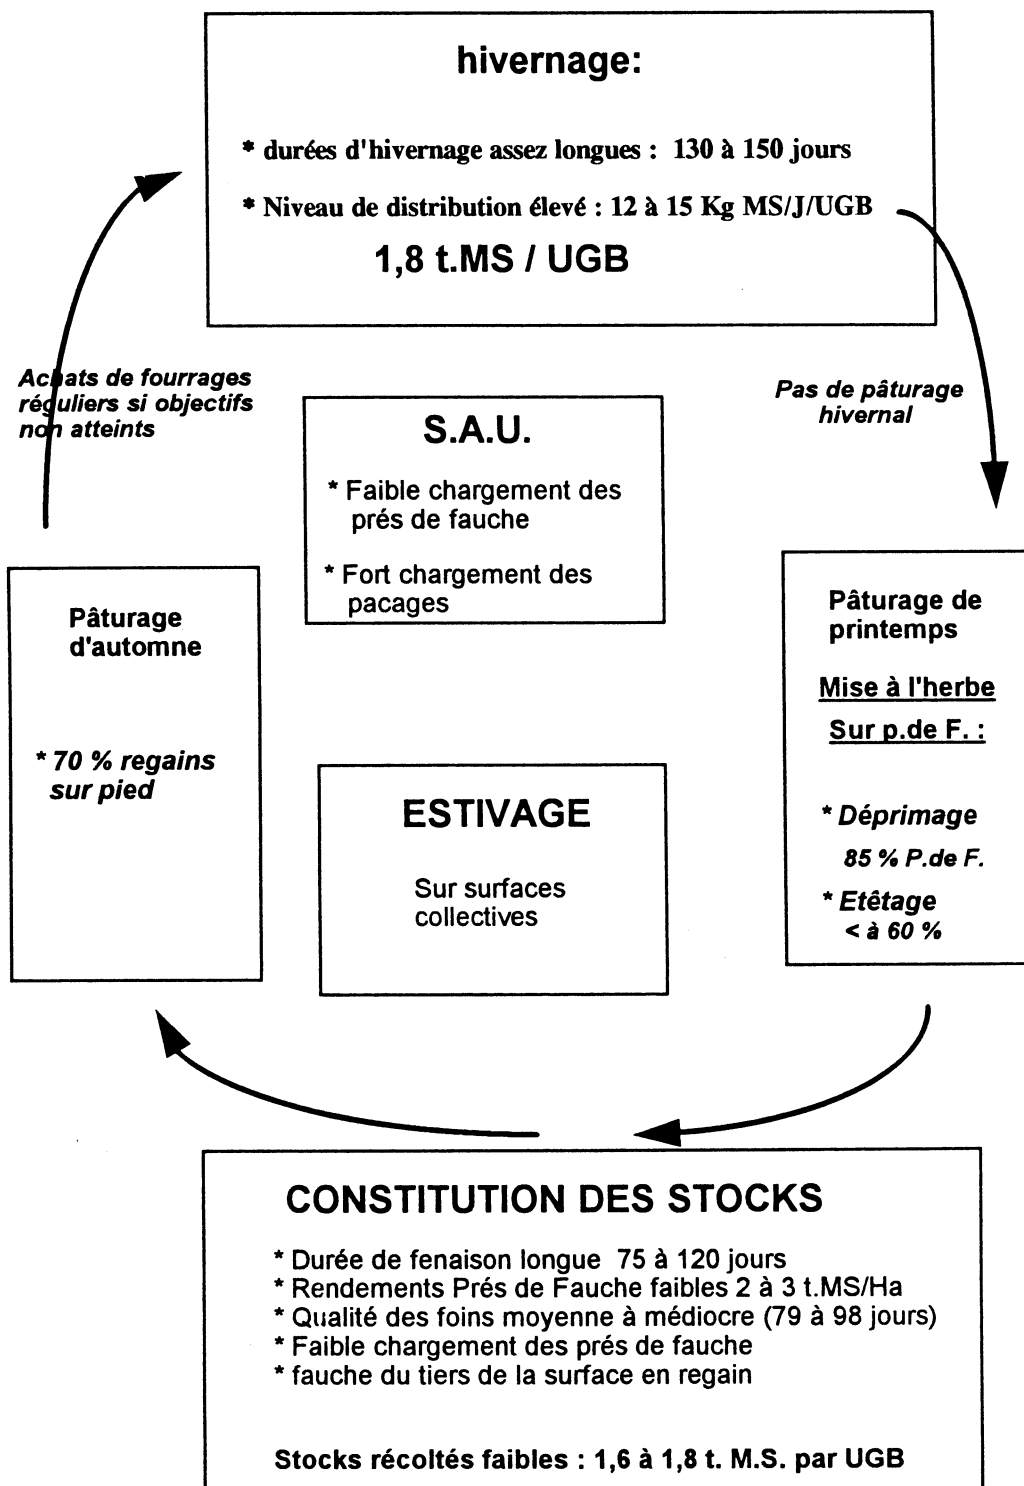 hivernage:
* durées d'hivernage assez longues : 130 à 150 jours
* Niveau de distribution élevé : 12 à 15 Kg MS/J/UGB
1,8 t.MS / UGB
Achats de fourrages
réguliers si objectifs
non atteints
Pas de pâturage
hivernal
S.A.U.
* Faible chargement des
prés de fauche
* Fort chargement des
pacages
Pâturage
d'automne
* 70 % regains
sur pied
Pâturage de
printemps
Mise à l'herbe
Sur p.de F. :
* Déprimage
85 % P.de F.
* Etêtage
< à 60 %
ESTIVAGE
Sur surfaces
collectives
CONSTITUTION DES STOCKS
* Durée de fenaison longue 75 à 120 jours
* Rendements Prés de Fauche faibles 2 à 3 t.MS/Ha
* Qualité des foins moyenne à médiocre (79 à 98 jours)
* Faible chargement des prés de fauche
* fauche du tiers de la surface en regain
Stocks récoltés faibles : 1,6 à 1,8 t. M.S. par UGB